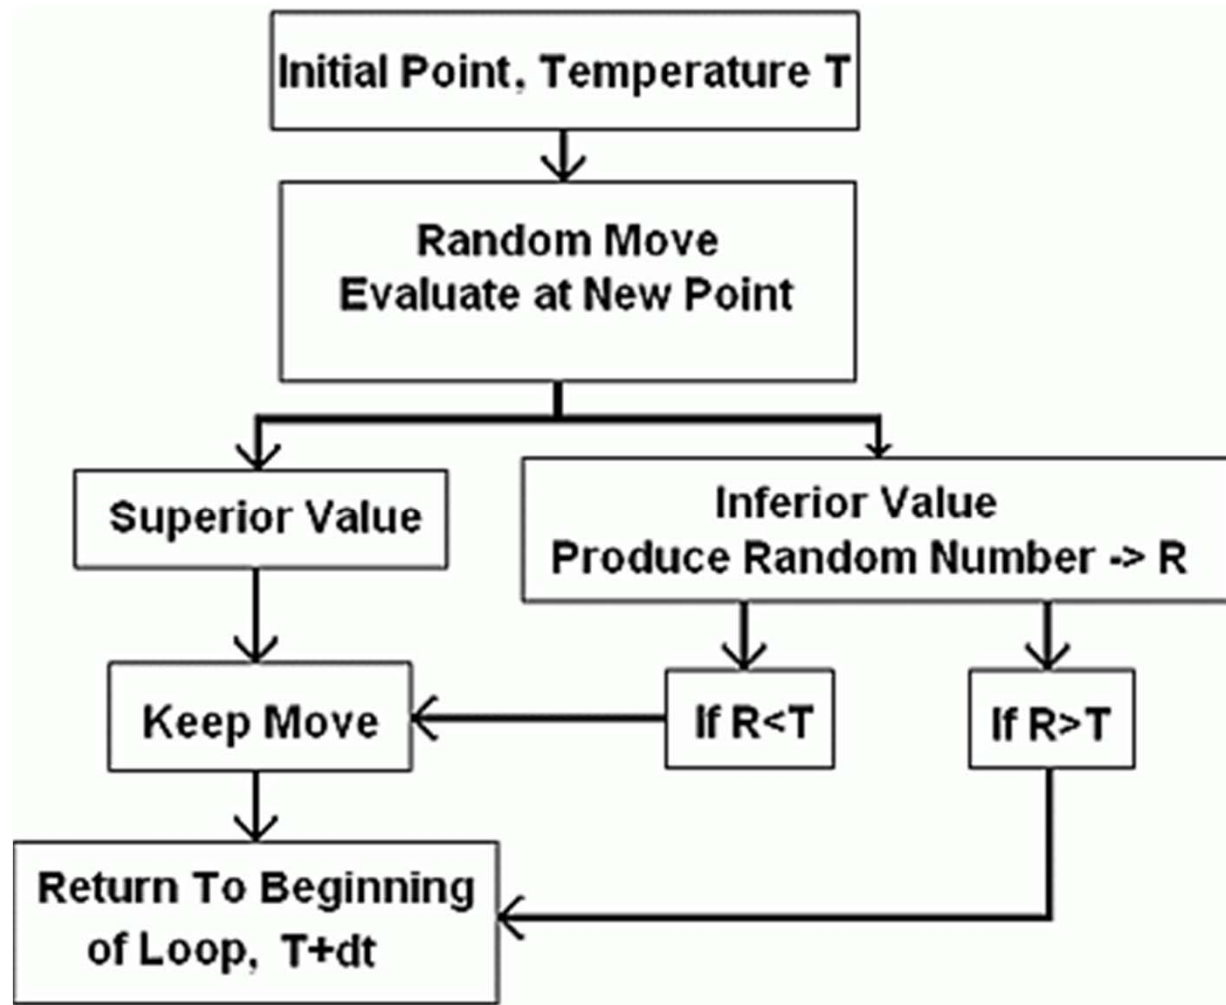 Initial Point, Temperature T
Random Move
Evaluate at New Point
Superior Value
Inferior Value
Produce Random Number -> R
Keep Move
If R<T
If R>T
Return To Beginning
of Loop, T+dt